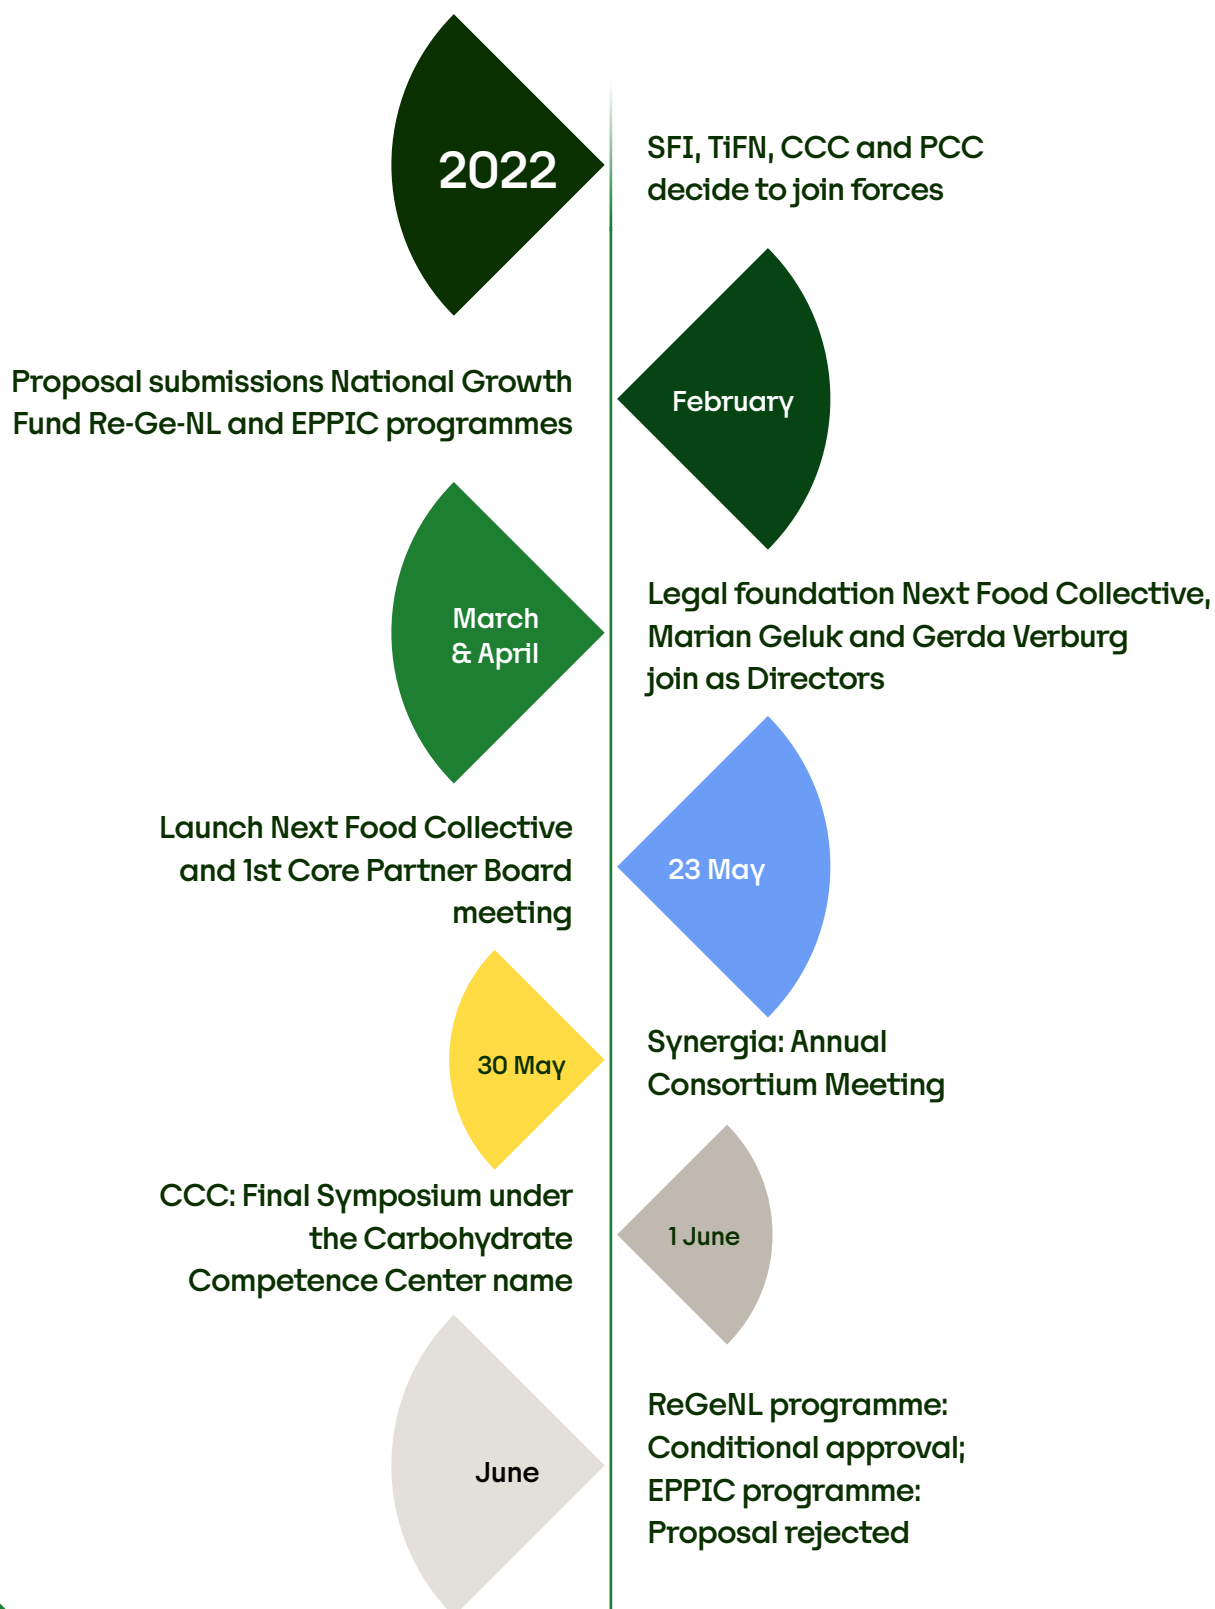 2022
SFI, TiFN, CCC and PCC
decide to join forces
February
Proposal submissions National Growth
Fund Re-Ge-NL and EPPIC programmes
March
& April
Legal foundation Next Food Collective,
Marian Geluk and Gerda Verburg
join as Directors
23 May
Launch Next Food Collective
and 1st Core Partner Board
meeting
30 May
Synergia: Annual
Consortium Meeting
1 June
CCC: Final Symposium under
the Carbohydrate
Competence Center name
June
ReGeNL programme:
Conditional approval;
EPPIC programme:
Proposal rejected